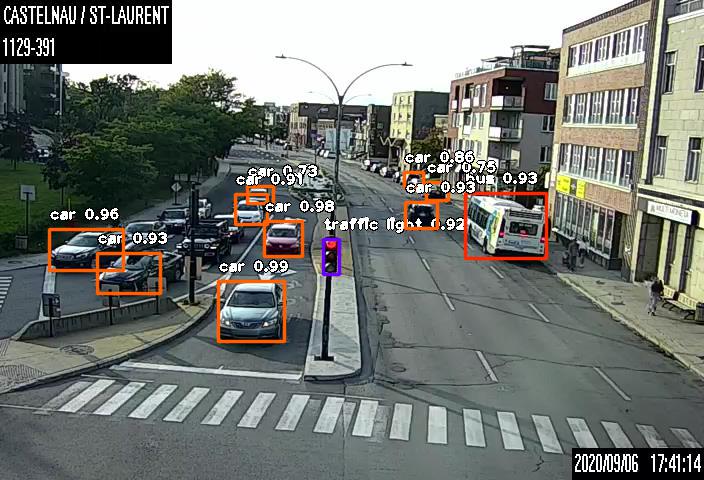 CASTELNAU / ST-LAURENT
1129-391
car 0.73
car 0.91
car 0.86
car 0.75
bus 0.93
car 0.93
car 0.96
car 0.98
traffic light 0.92
car 0.93
car 0.99
2020/09/06 17:41:14